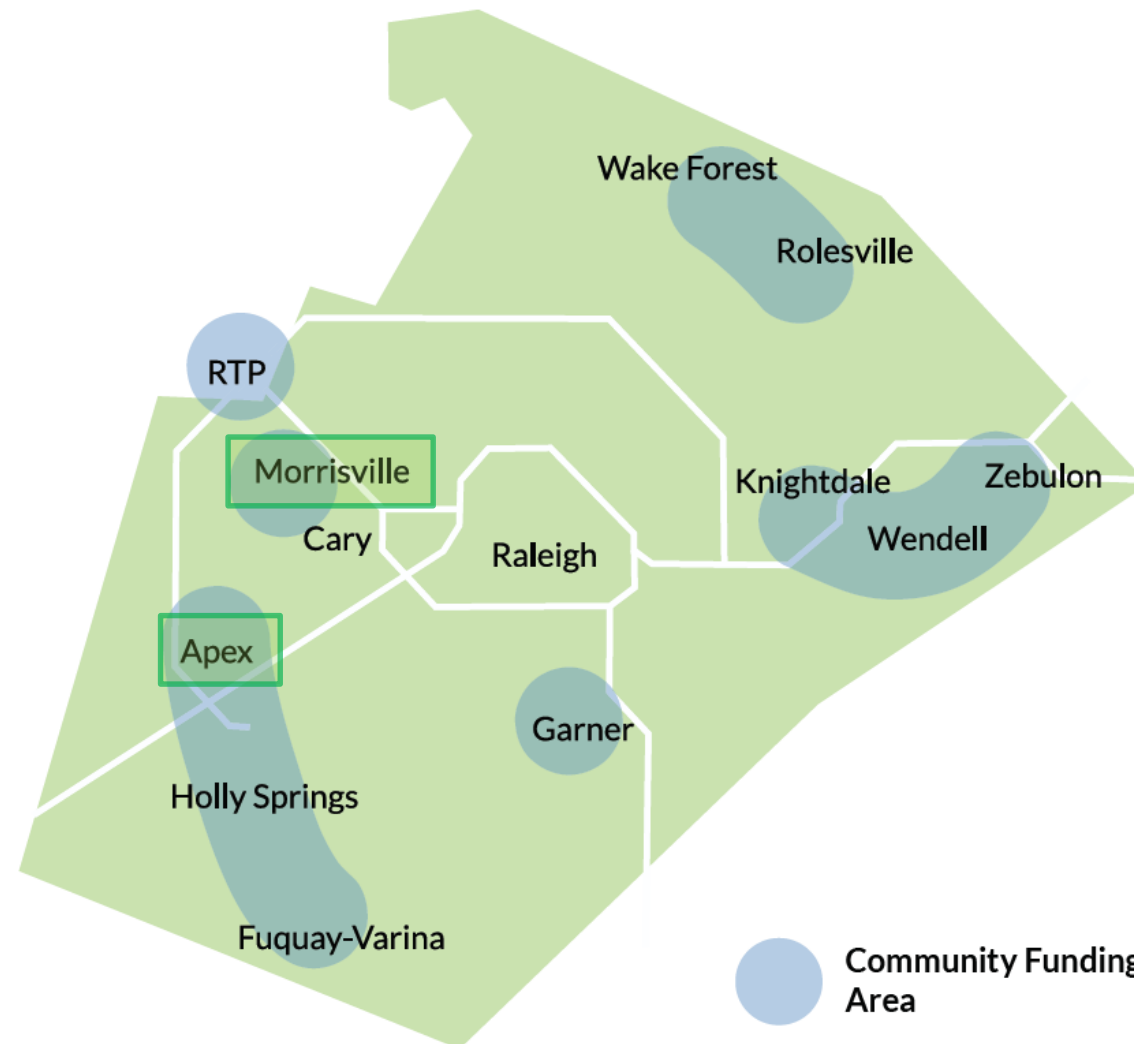 Wake Forest
Rolesville
RTP
Morrisville
Knightdale
Zebulon
Cary
Raleigh
Wendell
Apex
Garner
Holly Springs
Fuquay-Varina
Community Funding
Area